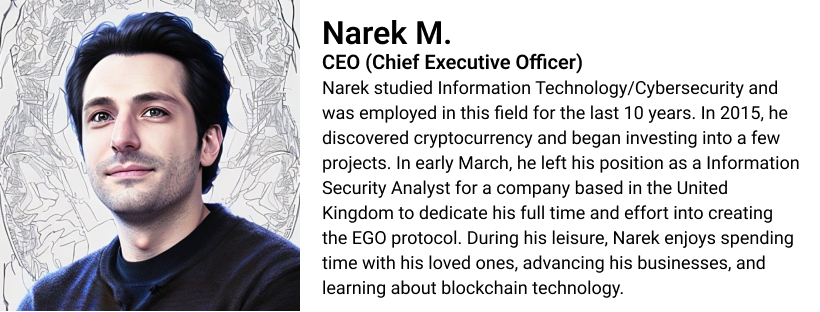 Narek M.
CEO (Chief Executive Officer)
Narek studied Information Technology/Cybersecurity and
was employed in this field for the last 10 years. In 2015, he
discovered cryptocurrency and began investing into a few
projects. In early March, he left his position as a Information
Security Analyst for a company based in the United
Kingdom to dedicate his full time and effort into creating
the EGO protocol. During his leisure, Narek enjoys spending
time with his loved ones, advancing his businesses, and
learning about blockchain technology.